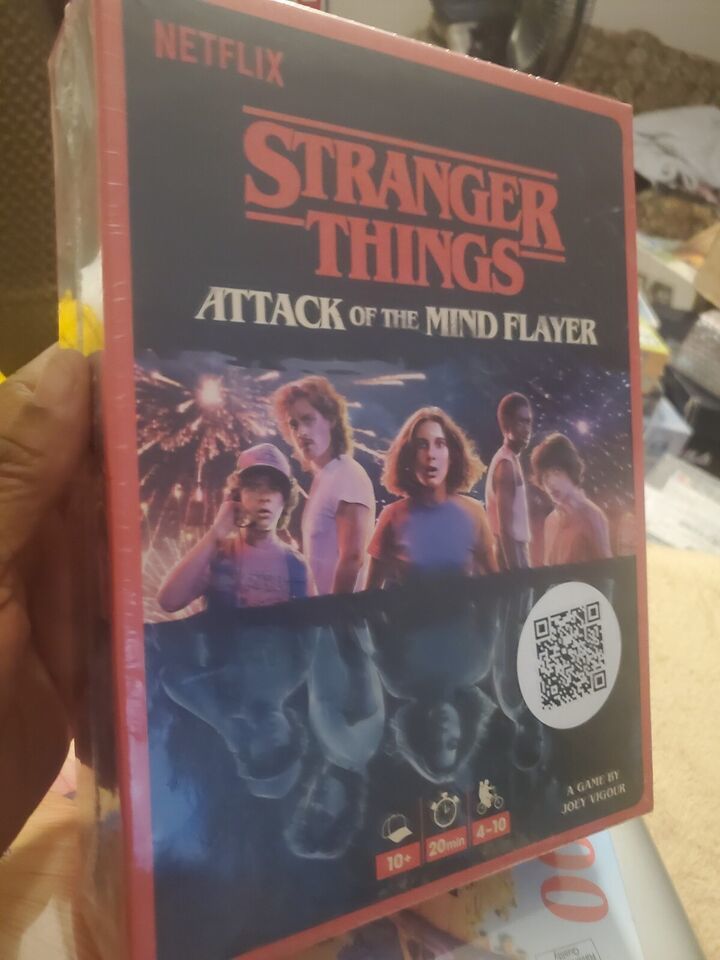 NETFLIX
STRANGER
THINGS
ATTACK OF THE MIND FLAYER
A GAME BY
JOEY VIGOUR
10+
20min
4-10